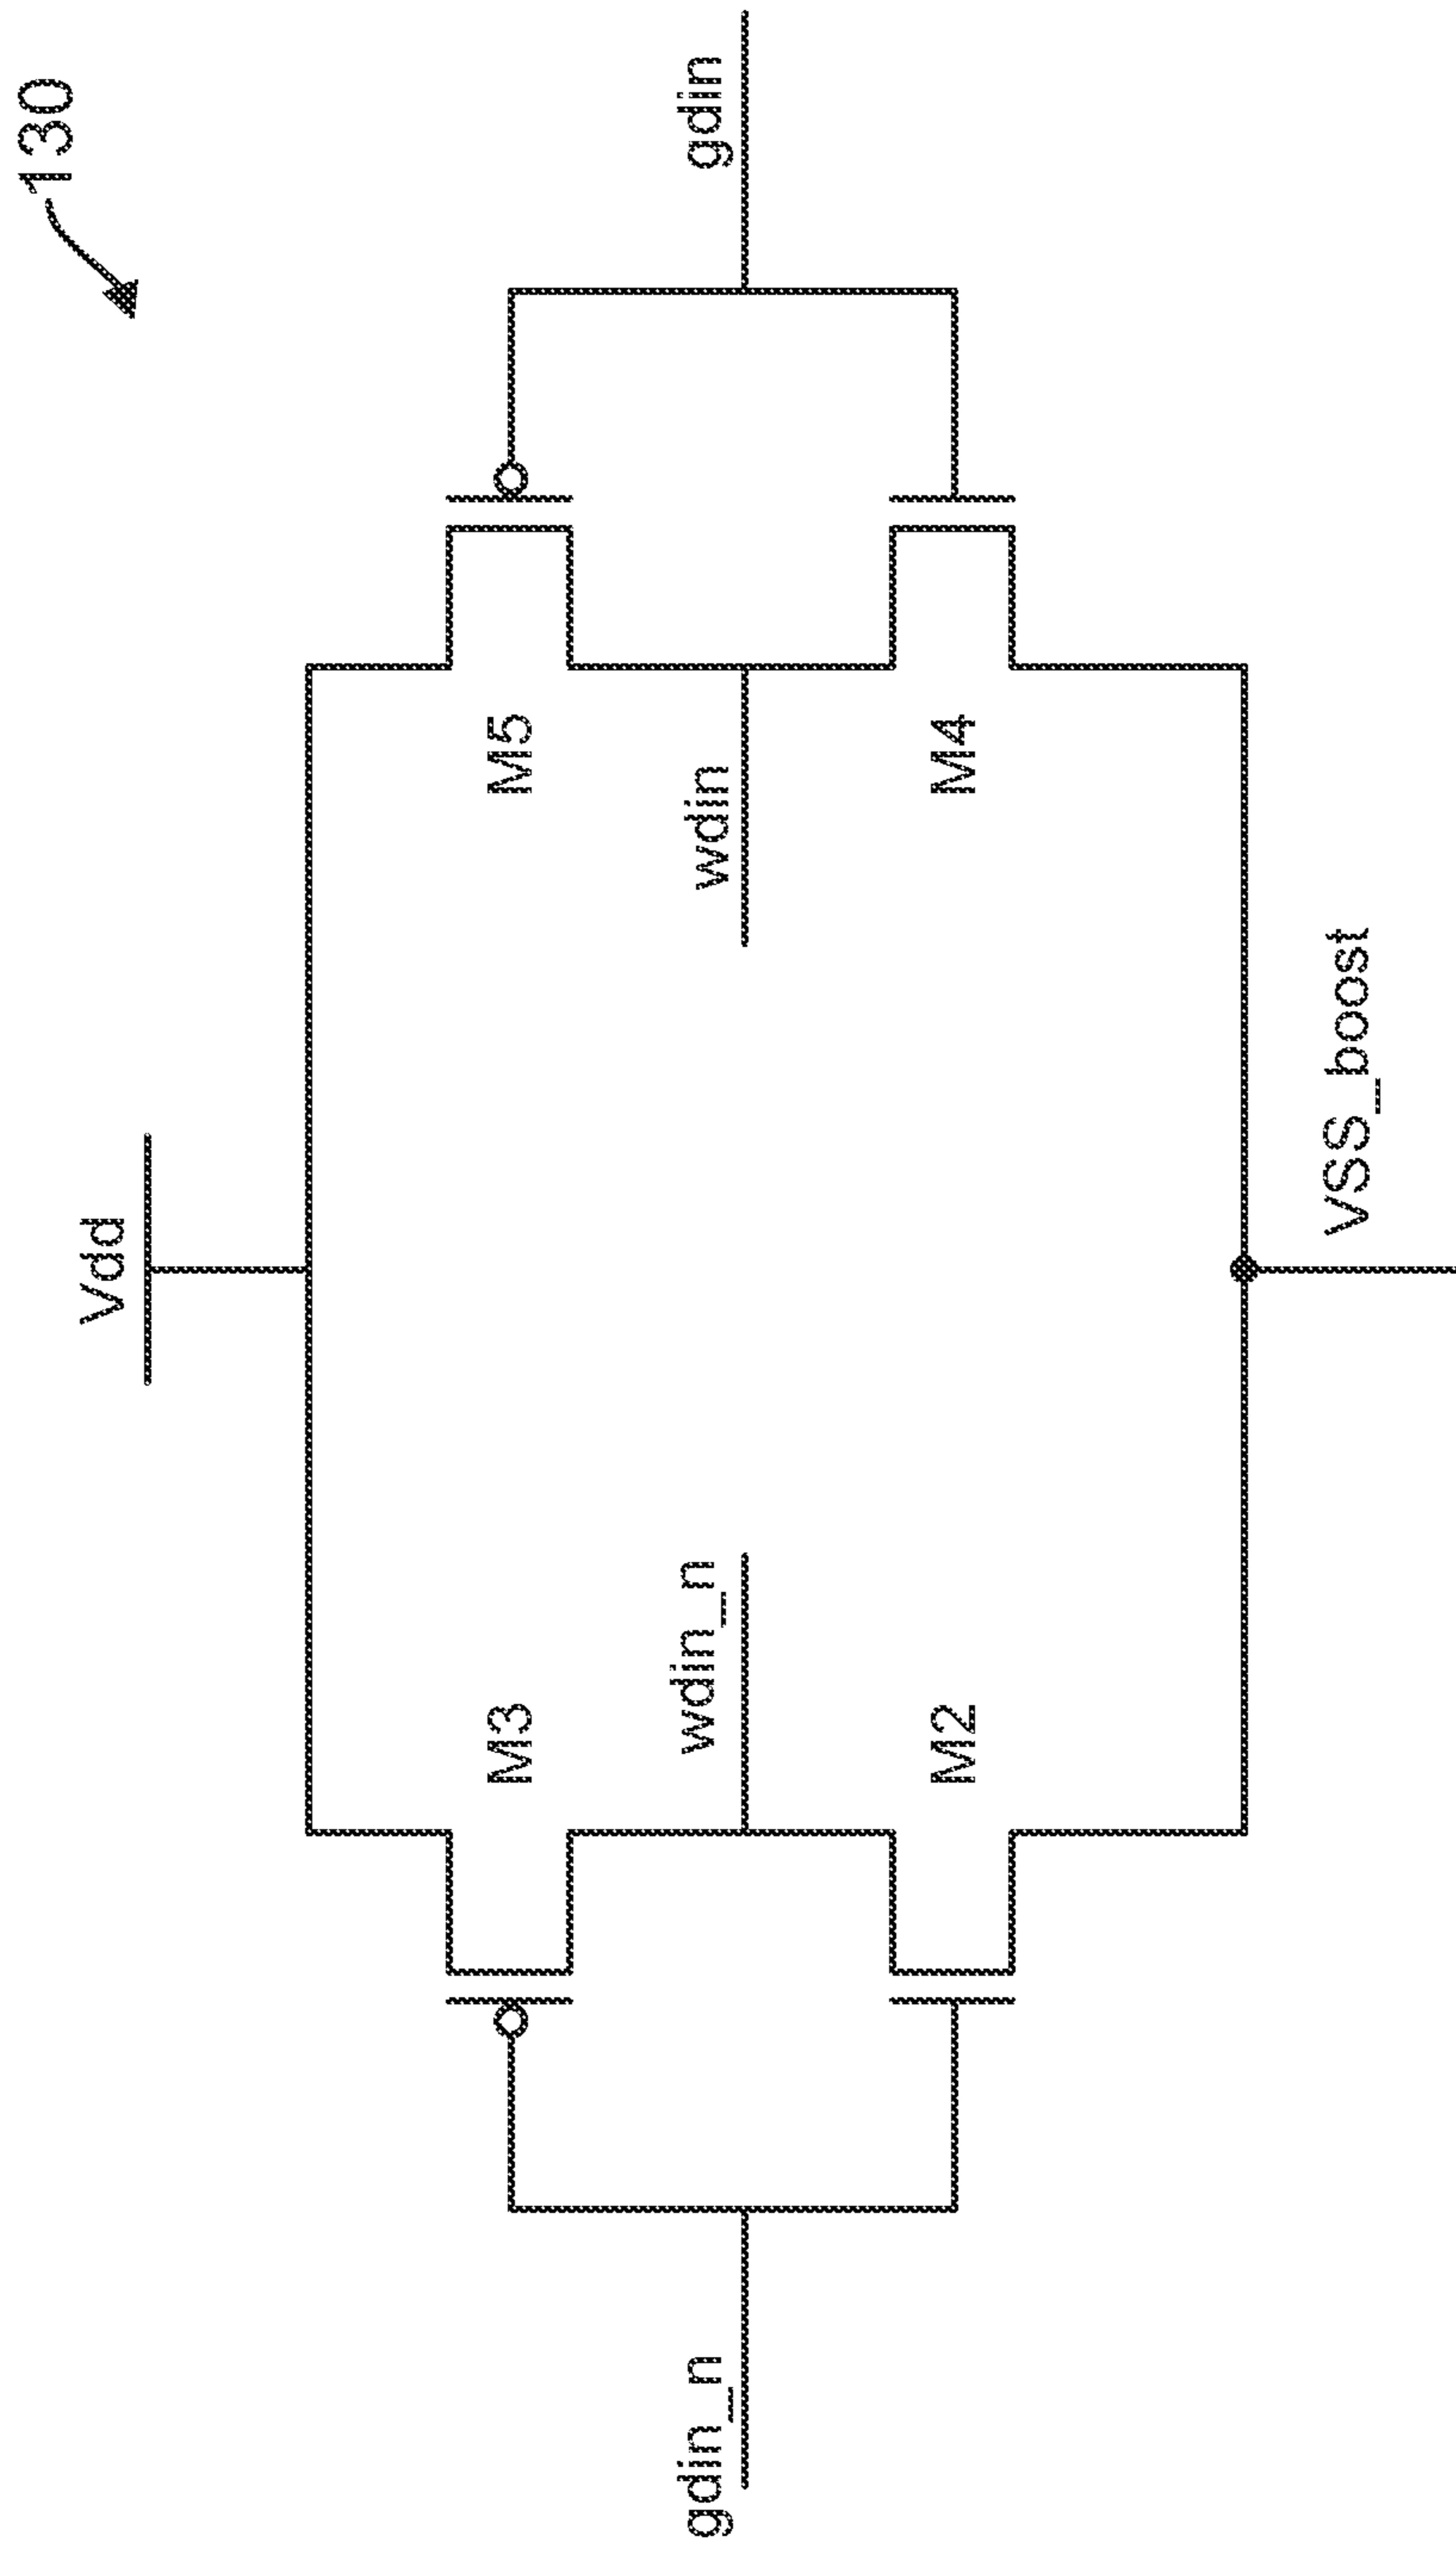 130
Vdd
M3
M5
gdin_n
wdin_n
wdin
gdin
M2
M4
VSS_boost